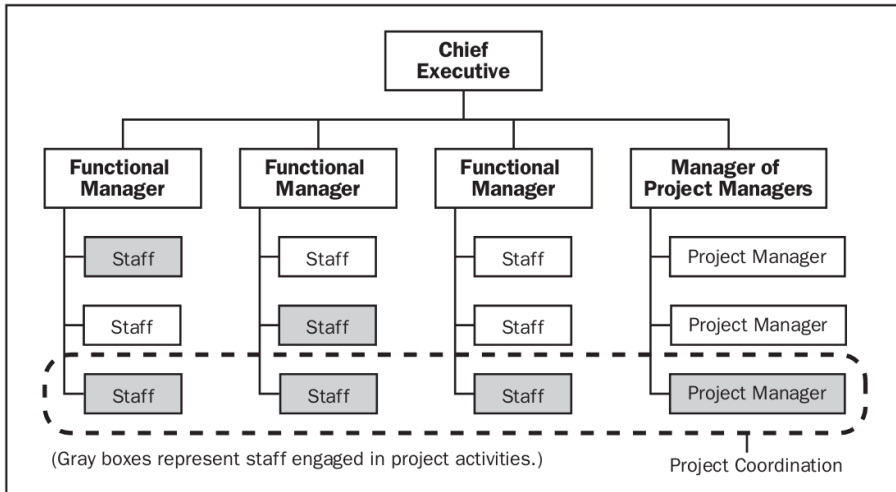 Chief
Executive
Functional
Manager
Functional
Manager
Functional
Manager
Manager of
Project Managers
Staff
Staff
Staff
Project Manager
Staff
Staff
Staff
Project Manager
Staff
Staff
Staff
Project Manager
(Gray boxes represent staff engaged in project activities.)
Project Coordination